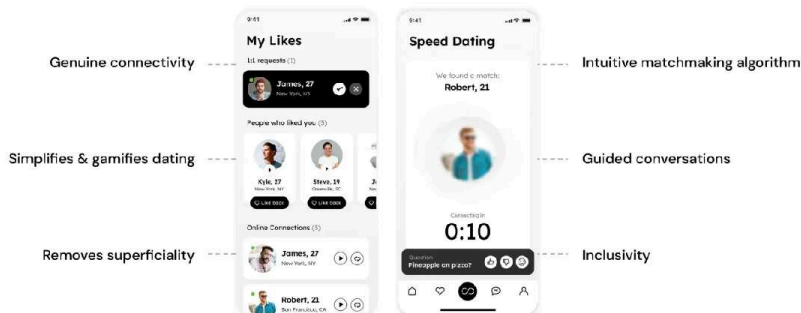 Genuine connectivity
Simplifies & gamifies dating
Removes superficiality
9:41
My Likes
1:1 requests (1)
James, 27
New York, NY
People who liked you (3)
Kyle, 27
New York, NY
Like back
Steve, 19
Greenville, SC
Like back
Online Connections (3)
James, 27
New York, NY
Robert, 21
San Francisco, CA
9:41
Speed Dating
We found a match:
Robert, 21
Connecting in
0:10
Question
Pineapple on pizza?
Intuitive matchmaking algorithm
Guided conversations
Inclusivity